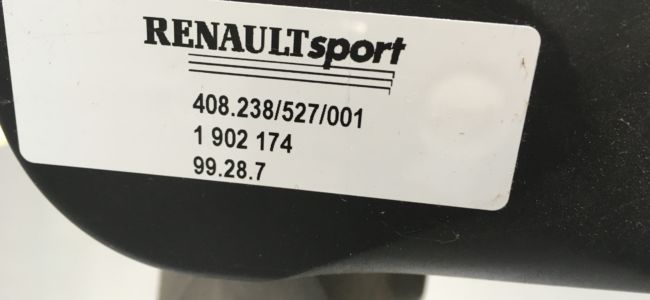 RENAULTsport
408.238/527/001
1 902 174
99.28.7